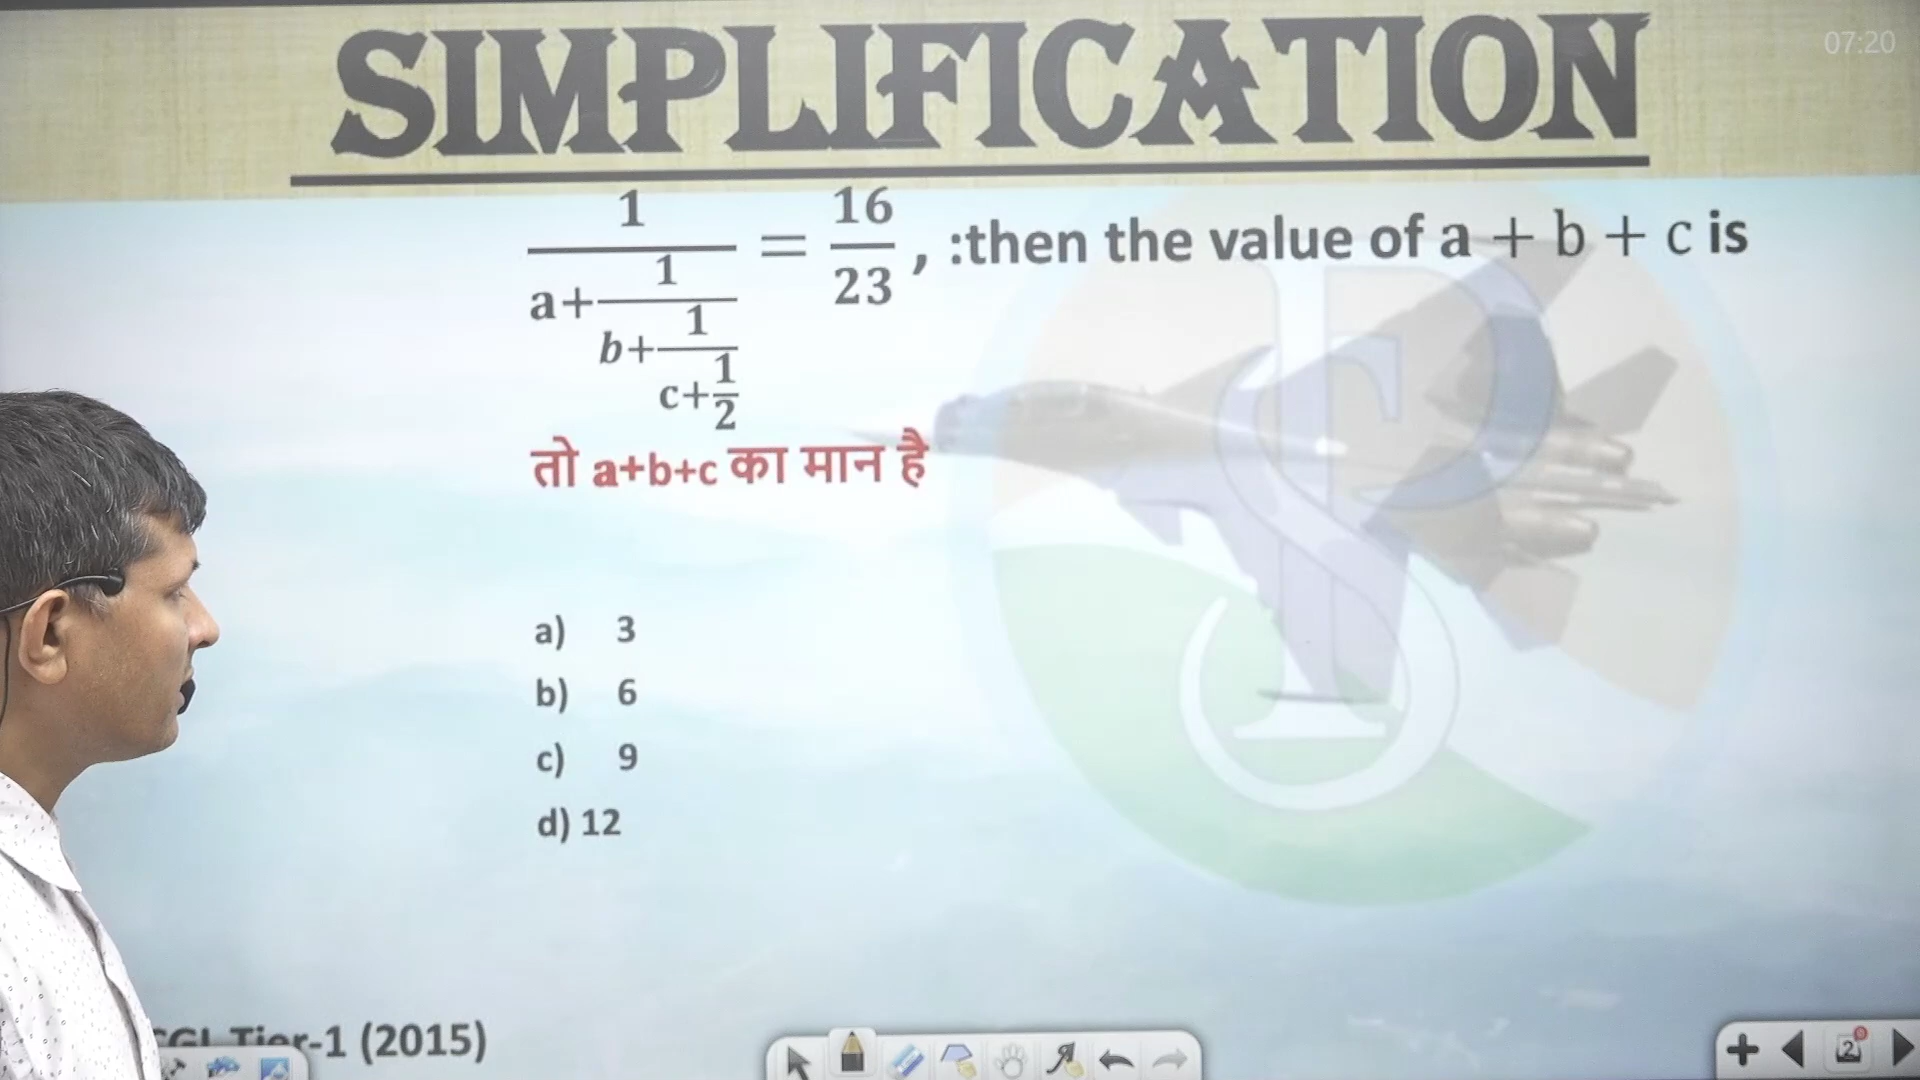 SIMPLIFICATION
07:20
1/(a+1/(b+1/(c+1/2))) = 16/23 , :then the value of a + b + c is
तो a+b+c का मान है
a) 3
b) 6
c) 9
d) 12
Tier-1 (2015)
2